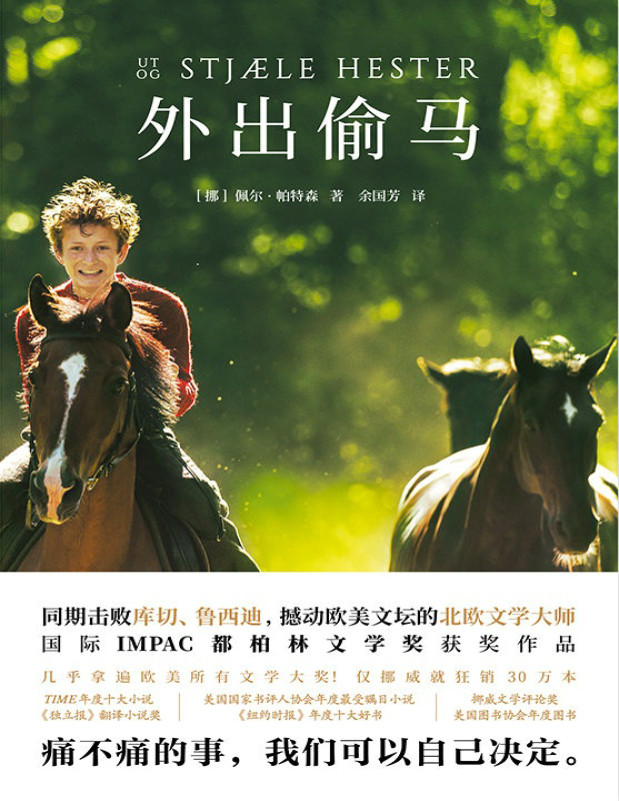 UT OG STJÆLE HESTER
外出偷马
[挪] 佩尔·帕特森 著 余国芳 译
同期击败库切、鲁西迪，撼动欧美文坛的北欧文学大师
国际IMPAC都柏林文学奖获奖作品
几乎拿遍欧美所有文学大奖！仅挪威就狂销30万本
TIME年度十大小说 美国国家书评人协会年度最受瞩目小说 挪威文学评论奖
《独立报》翻译小说奖 《纽约时报》年度十大好书 美国图书协会年度图书
痛不痛的事，我们可以自己决定。